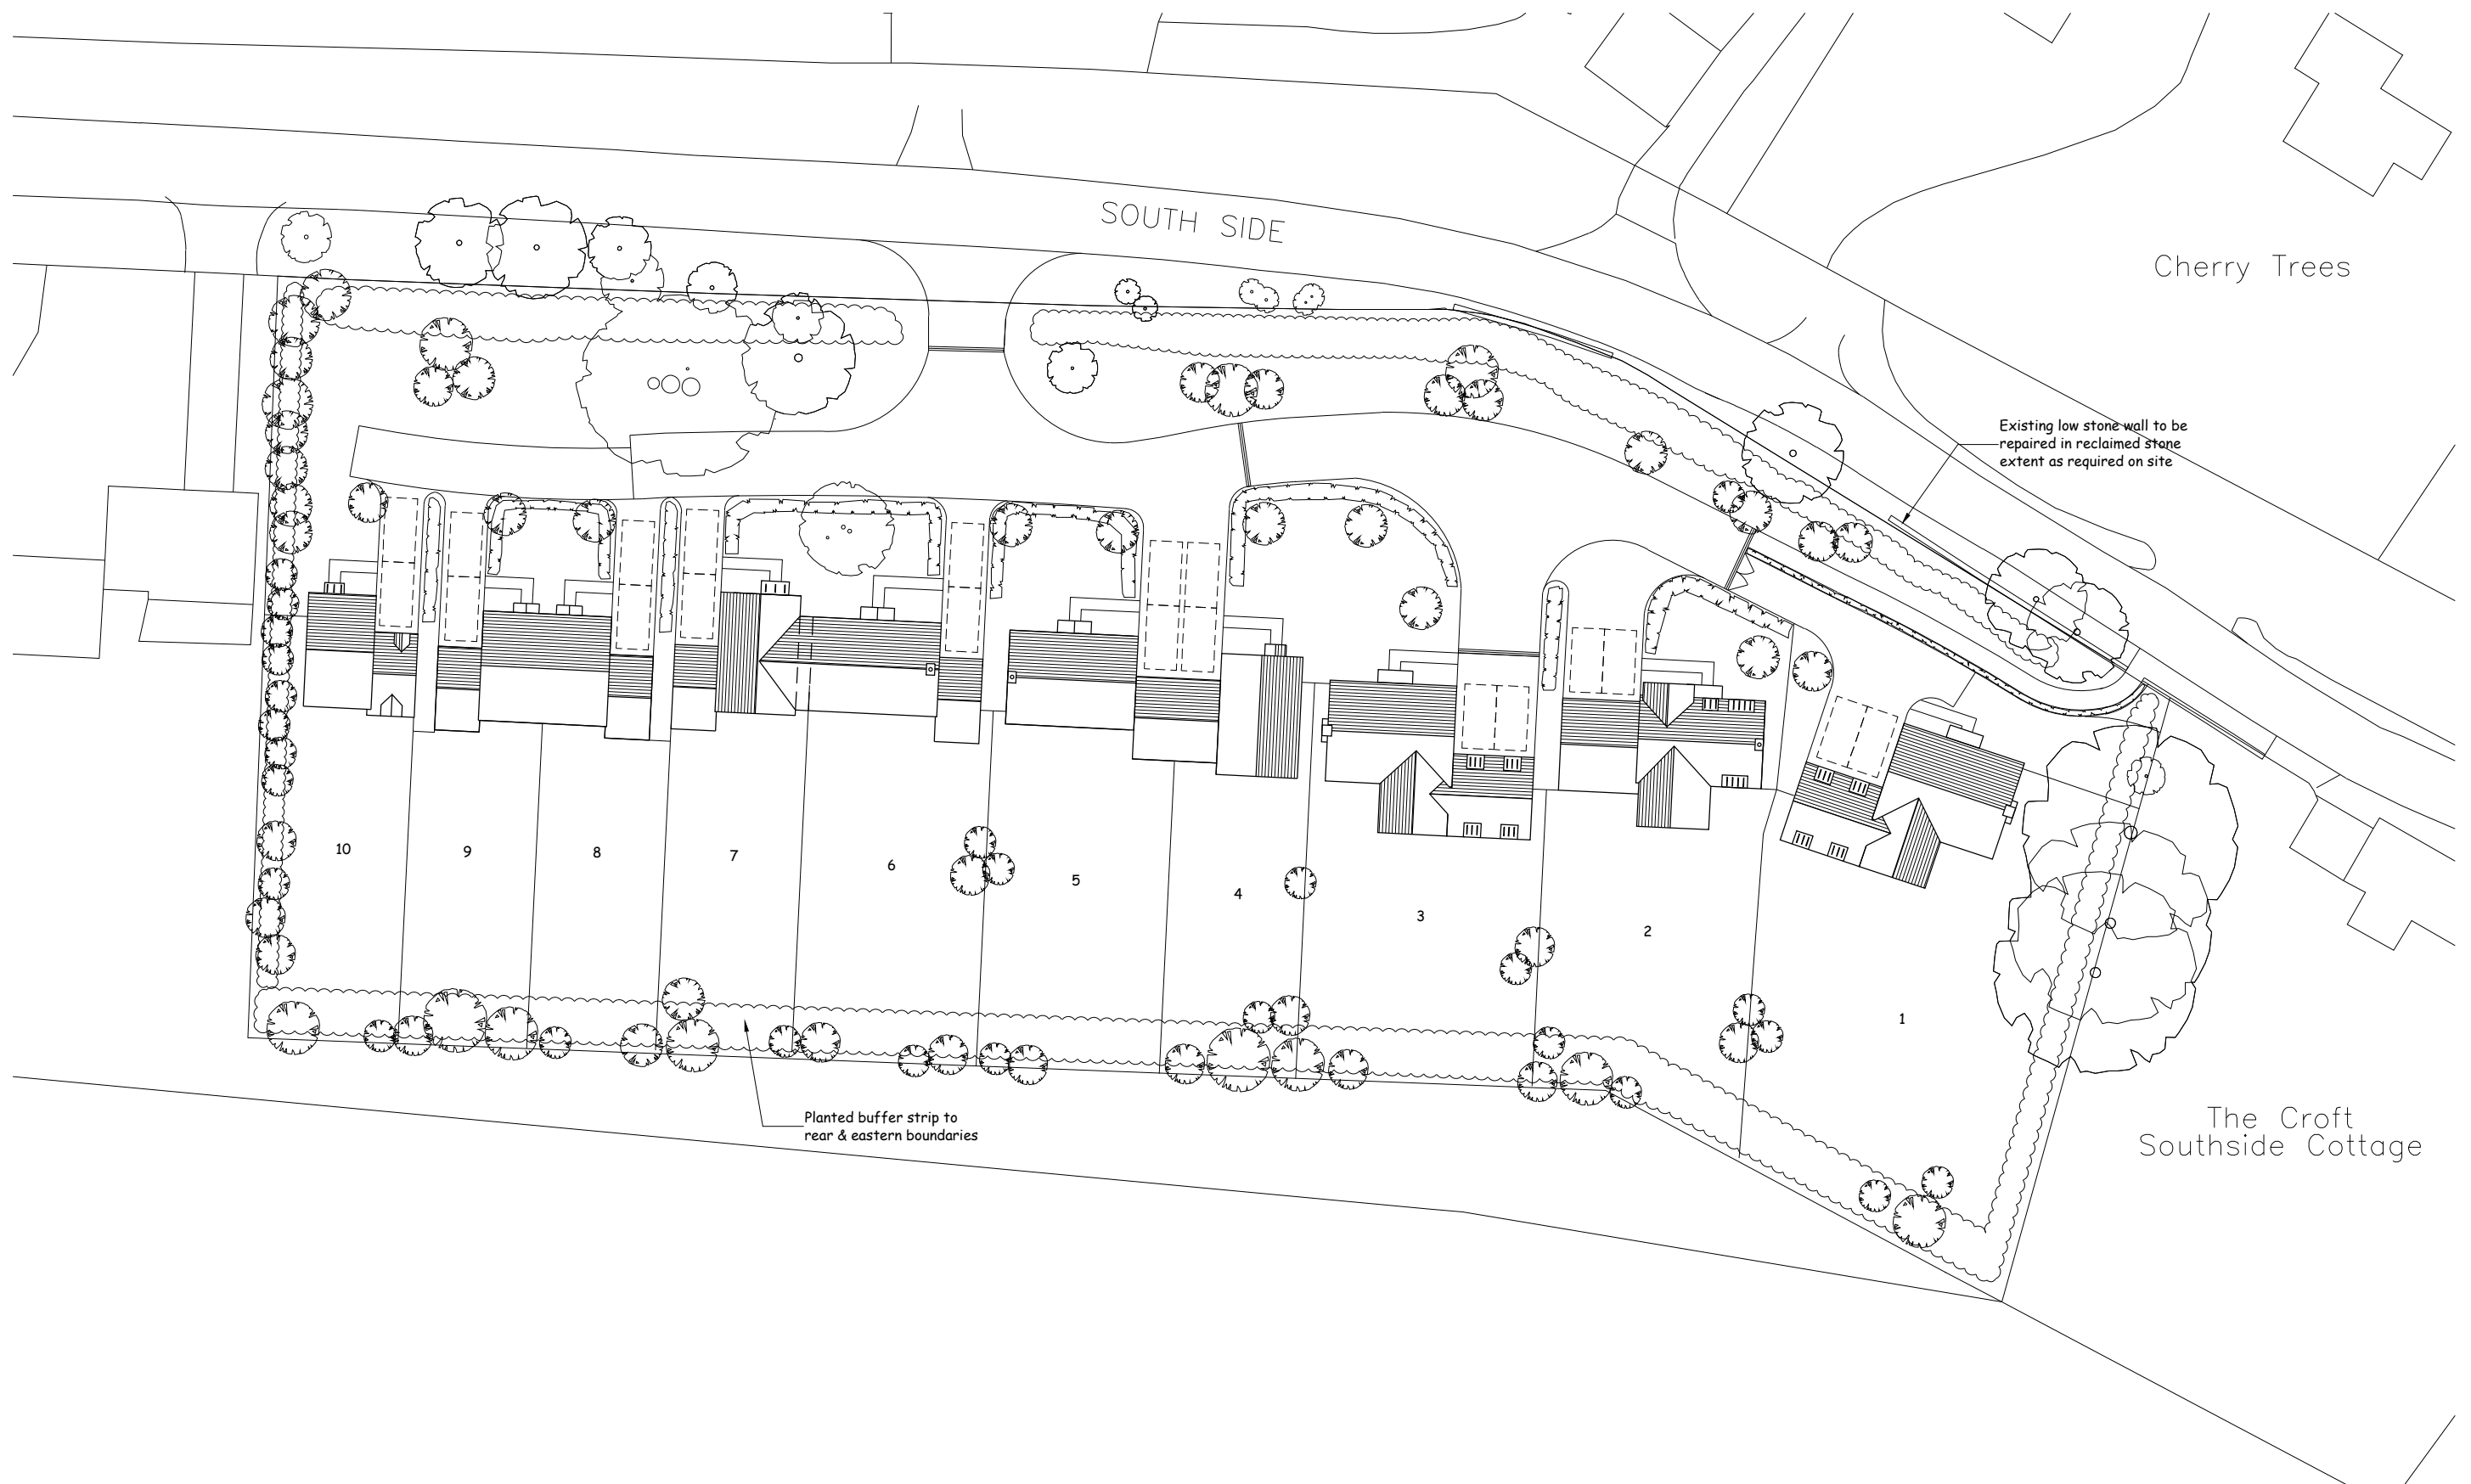 SOUTH SIDE
Cherry Trees
Existing low stone wall to be
repaired in reclaimed stone
extent as required on site
10
9
8
7
6
5
4
3
2
1
Planted buffer strip to
rear & eastern boundaries
The Croft
Southside Cottage